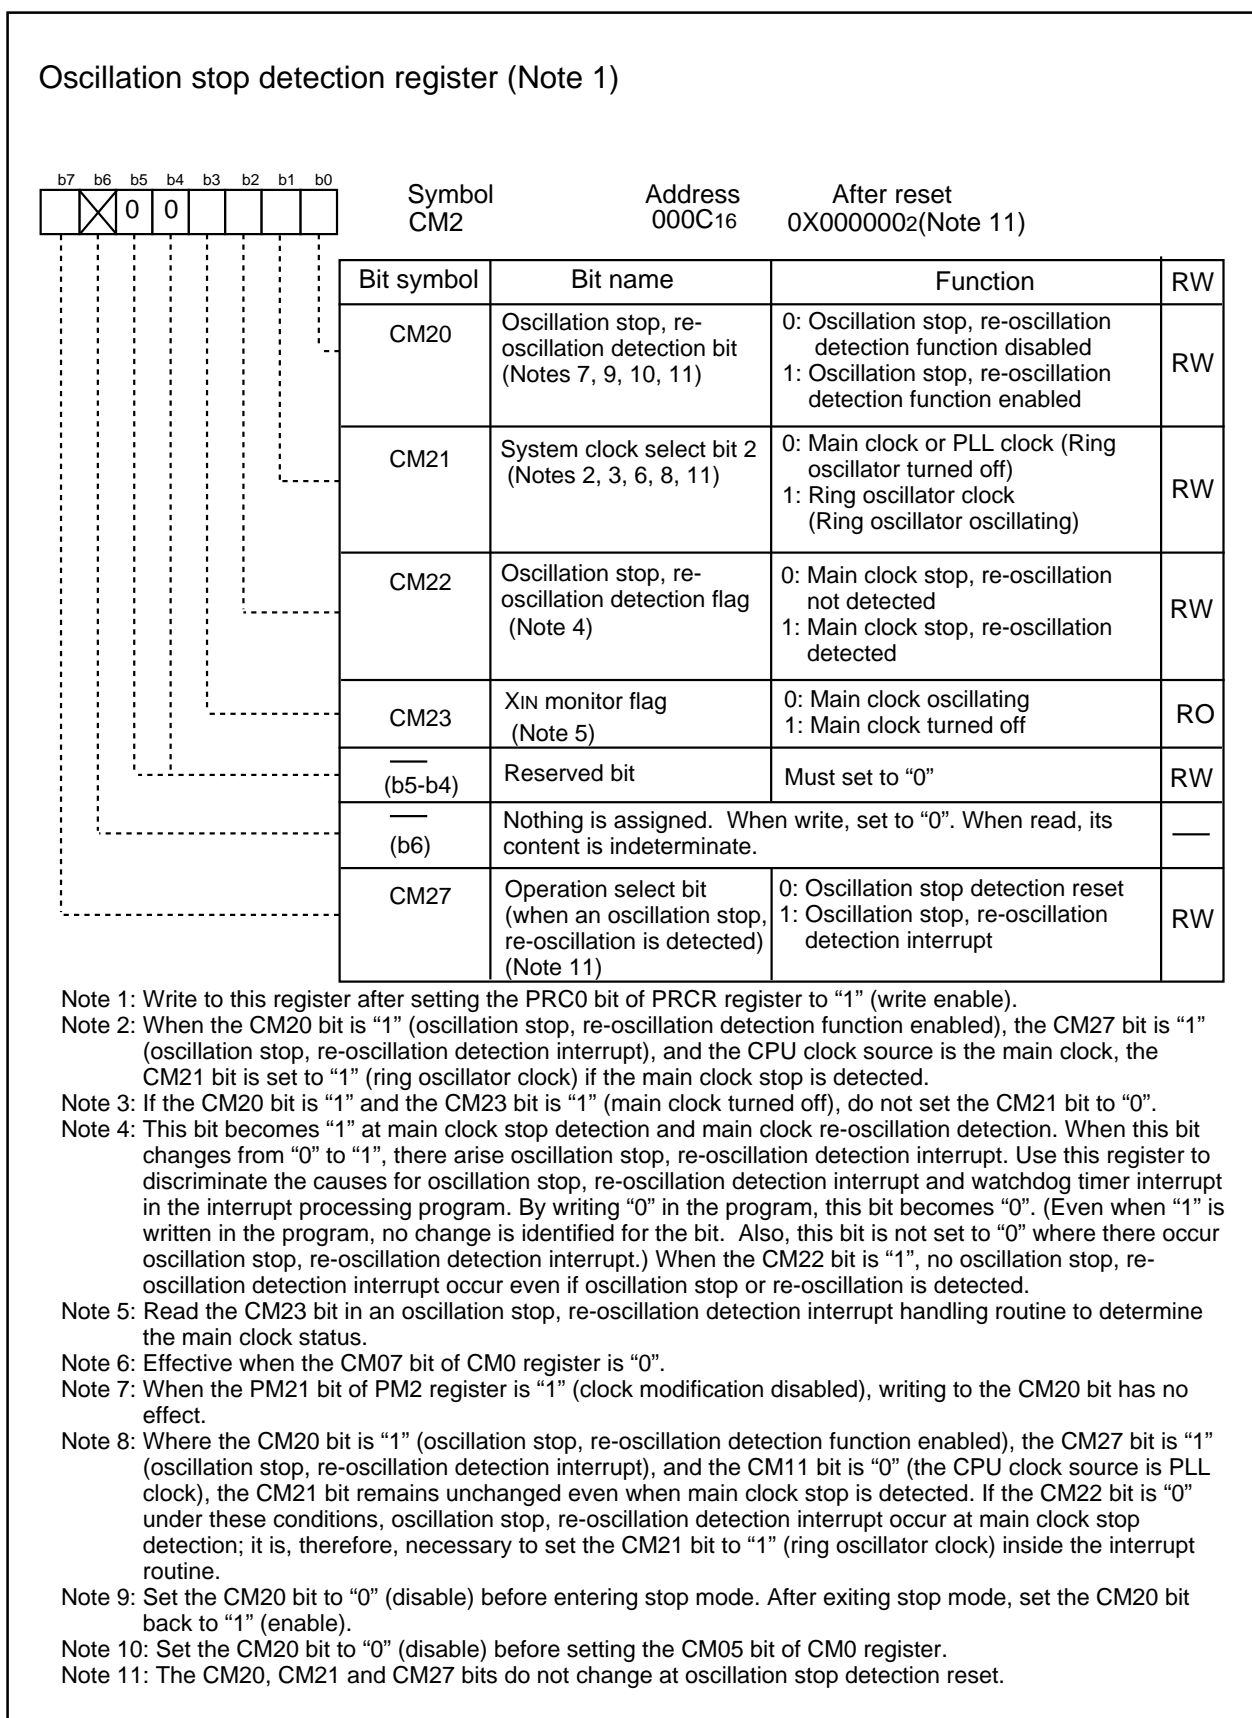 Oscillation stop detection register (Note 1)
b7 b6 b5 b4 b3 b2 b1 b0
0 0
Symbol Address After reset
CM2 000C16 0X0000002(Note 11)
Bit symbol Bit name Function RW
CM20 Oscillation stop, re-oscillation detection bit (Notes 7, 9, 10, 11) 0: Oscillation stop, re-oscillation detection function disabled 1: Oscillation stop, re-oscillation detection function enabled RW
CM21 System clock select bit 2 (Notes 2, 3, 6, 8, 11) 0: Main clock or PLL clock (Ring oscillator turned off) 1: Ring oscillator clock (Ring oscillator oscillating) RW
CM22 Oscillation stop, re-oscillation detection flag (Note 4) 0: Main clock stop, re-oscillation not detected 1: Main clock stop, re-oscillation detected RW
CM23 XIN monitor flag (Note 5) 0: Main clock oscillating 1: Main clock turned off RO
(b5-b4) Reserved bit Must set to “0” RW
(b6) Nothing is assigned. When write, set to “0”. When read, its content is indeterminate. —
CM27 Operation select bit (when an oscillation stop, re-oscillation is detected) (Note 11) 0: Oscillation stop detection reset 1: Oscillation stop, re-oscillation detection interrupt RW
Note 1: Write to this register after setting the PRC0 bit of PRCR register to “1” (write enable).
Note 2: When the CM20 bit is “1” (oscillation stop, re-oscillation detection function enabled), the CM27 bit is “1”
(oscillation stop, re-oscillation detection interrupt), and the CPU clock source is the main clock, the
CM21 bit is set to “1” (ring oscillator clock) if the main clock stop is detected.
Note 3: If the CM20 bit is “1” and the CM23 bit is “1” (main clock turned off), do not set the CM21 bit to “0”.
Note 4: This bit becomes “1” at main clock stop detection and main clock re-oscillation detection. When this bit
changes from “0” to “1”, there arise oscillation stop, re-oscillation detection interrupt. Use this register to
discriminate the causes for oscillation stop, re-oscillation detection interrupt and watchdog timer interrupt
in the interrupt processing program. By writing “0” in the program, this bit becomes “0”. (Even when “1” is
written in the program, no change is identified for the bit. Also, this bit is not set to “0” where there occur
oscillation stop, re-oscillation detection interrupt.) When the CM22 bit is “1”, no oscillation stop, re-
oscillation detection interrupt occur even if oscillation stop or re-oscillation is detected.
Note 5: Read the CM23 bit in an oscillation stop, re-oscillation detection interrupt handling routine to determine
the main clock status.
Note 6: Effective when the CM07 bit of CM0 register is “0”.
Note 7: When the PM21 bit of PM2 register is “1” (clock modification disabled), writing to the CM20 bit has no
effect.
Note 8: Where the CM20 bit is “1” (oscillation stop, re-oscillation detection function enabled), the CM27 bit is “1”
(oscillation stop, re-oscillation detection interrupt), and the CM11 bit is “0” (the CPU clock source is PLL
clock), the CM21 bit remains unchanged even when main clock stop is detected. If the CM22 bit is “0”
under these conditions, oscillation stop, re-oscillation detection interrupt occur at main clock stop
detection; it is, therefore, necessary to set the CM21 bit to “1” (ring oscillator clock) inside the interrupt
routine.
Note 9: Set the CM20 bit to “0” (disable) before entering stop mode. After exiting stop mode, set the CM20 bit
back to “1” (enable).
Note 10: Set the CM20 bit to “0” (disable) before setting the CM05 bit of CM0 register.
Note 11: The CM20, CM21 and CM27 bits do not change at oscillation stop detection reset.